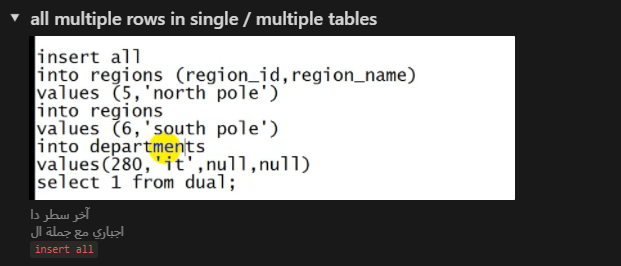 all multiple rows in single / multiple tables
insert all
into regions (region_id,region_name)
values (5,'north pole')
into regions
values (6,'south pole')
into departments
values(280,'it',null,null)
select 1 from dual;
آخر سطر دا
اجباري مع جملة ال
insert all